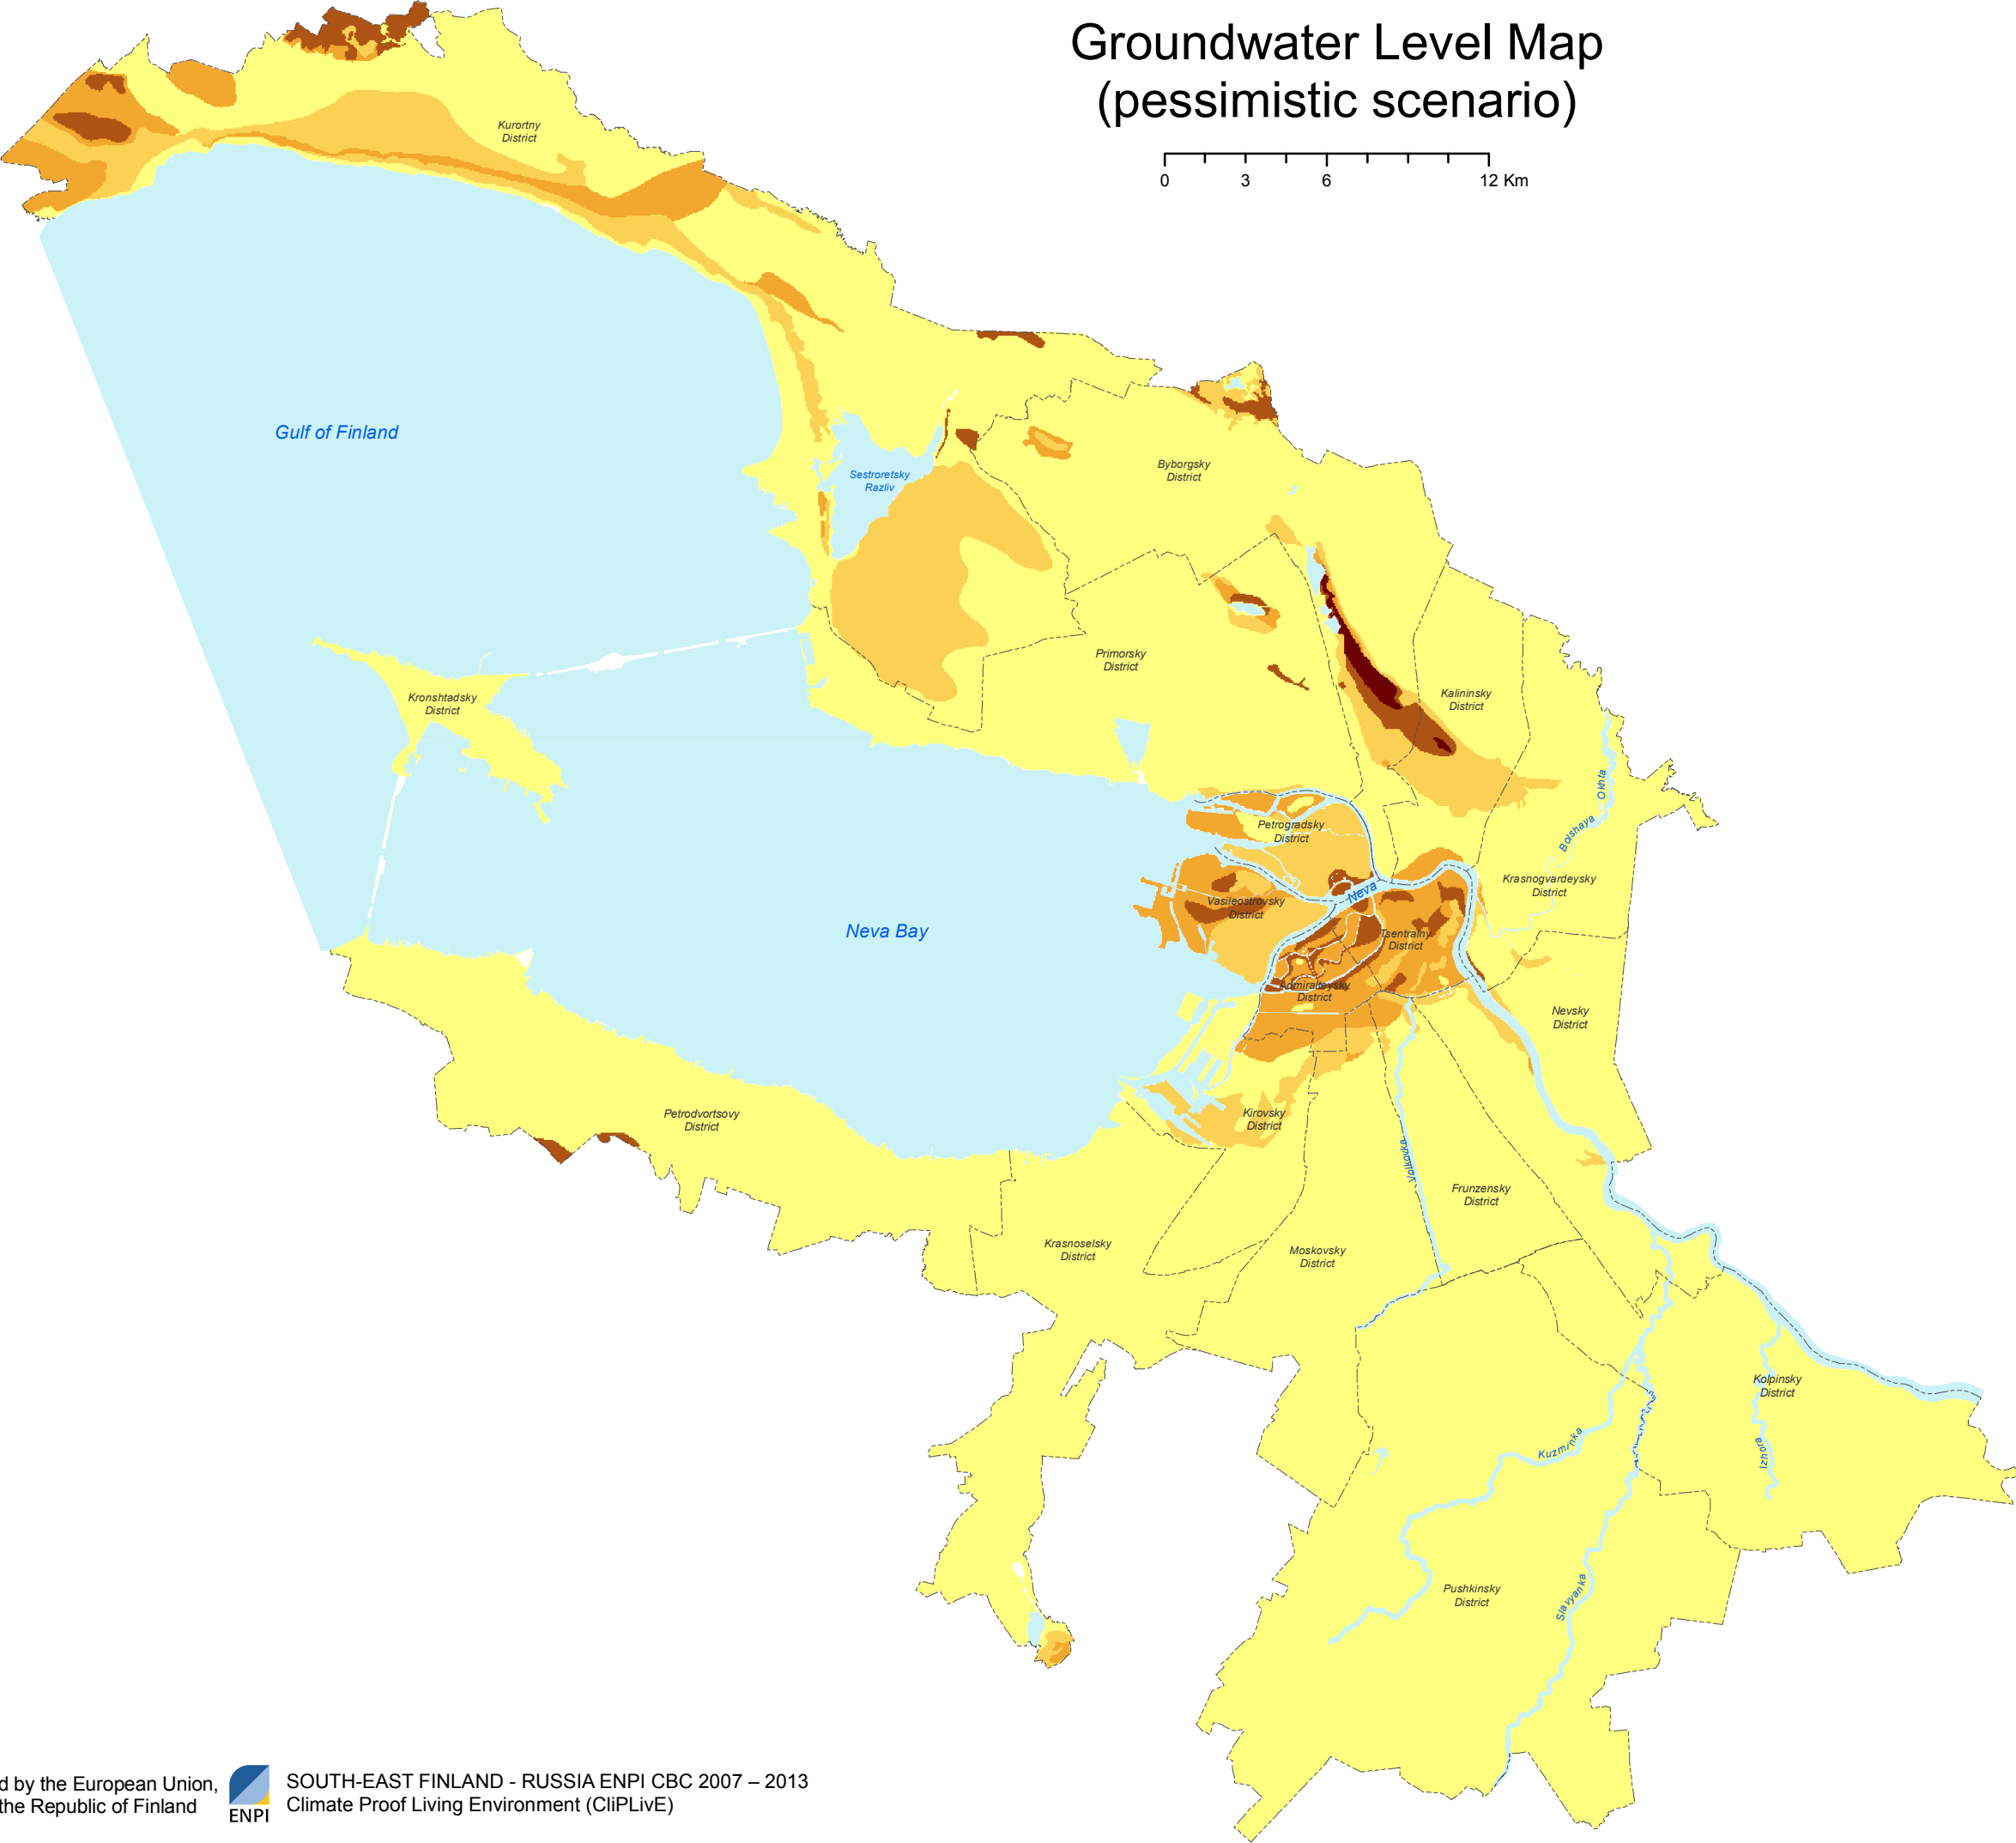 Groundwater Level Map
(pessimistic scenario)
0 3 6 12 Km
Kurortny
District
Gulf of Finland
Sestroretsky
Razliv
Byborgsky
District
Primorsky
District
Kronshtadsky
District
Kalininsky
District
Okhta
Bolshaya
Petrogradsky
District
Krasnogvardeysky
District
Neva
Vasileostrovsky
District
Neva Bay
Tsentralny
District
Admiralteysky
District
Nevsky
District
Petrodvortsovy
District
Kirovsky
District
Volkovka
Frunzensky
District
Krasnoselsky
District
Moskovsky
District
Kolpinsky
District
Kuzminka
Izhora
Pushkinsky
District
Slavyanka
d by the European Union,
the Republic of Finland
ENPI
SOUTH-EAST FINLAND - RUSSIA ENPI CBC 2007 – 2013
Climate Proof Living Environment (CliPLivE)